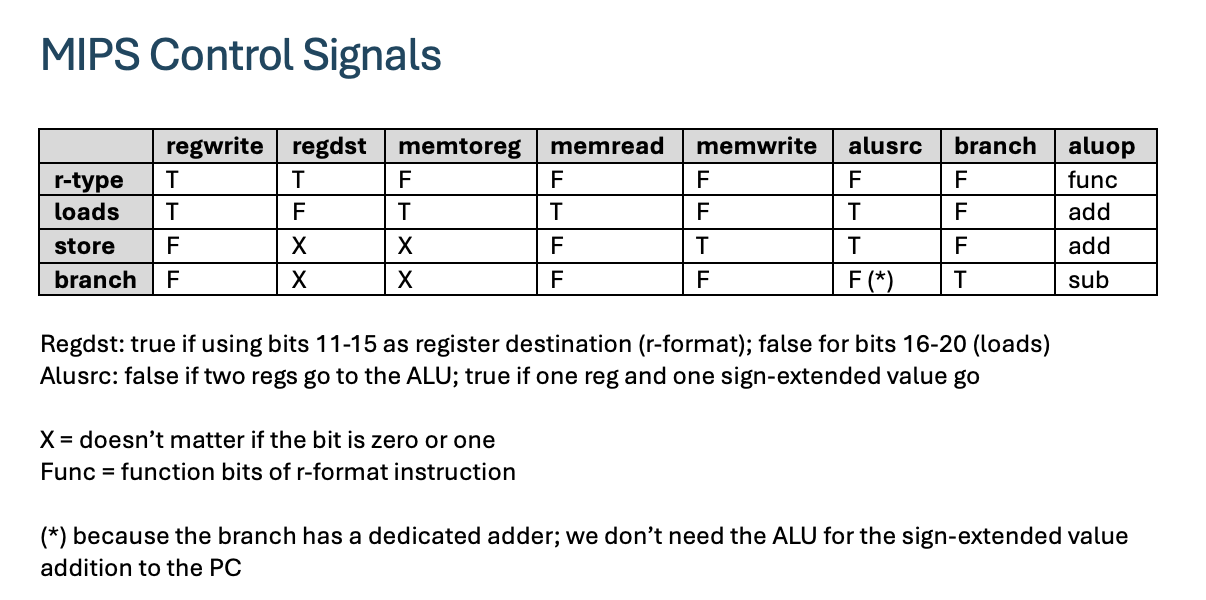 MIPS Control Signals
regwrite regdst memtoreg memread memwrite alusrc branch aluop
r-type T T F F F F F func
loads T F T T F T F add
store F X X F T T F add
branch F X X F F F (*) T sub
Regdst: true if using bits 11-15 as register destination (r-format); false for bits 16-20 (loads)
Alusrc: false if two regs go to the ALU; true if one reg and one sign-extended value go
X = doesn’t matter if the bit is zero or one
Func = function bits of r-format instruction
(*) because the branch has a dedicated adder; we don’t need the ALU for the sign-extended value
addition to the PC